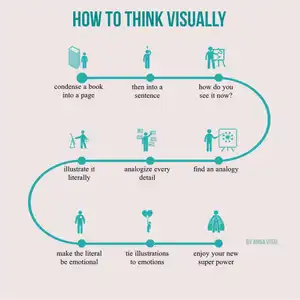 HOW TO THINK VISUALLY
condense a book
into a page
then into a
sentence
how do you
see it now?
find an analogy
analogize every
detail
illustrate it
literally
make the literal
be emotional
tie illustrations
to emotions
enjoy your new
super power
BY ANNA VITAL